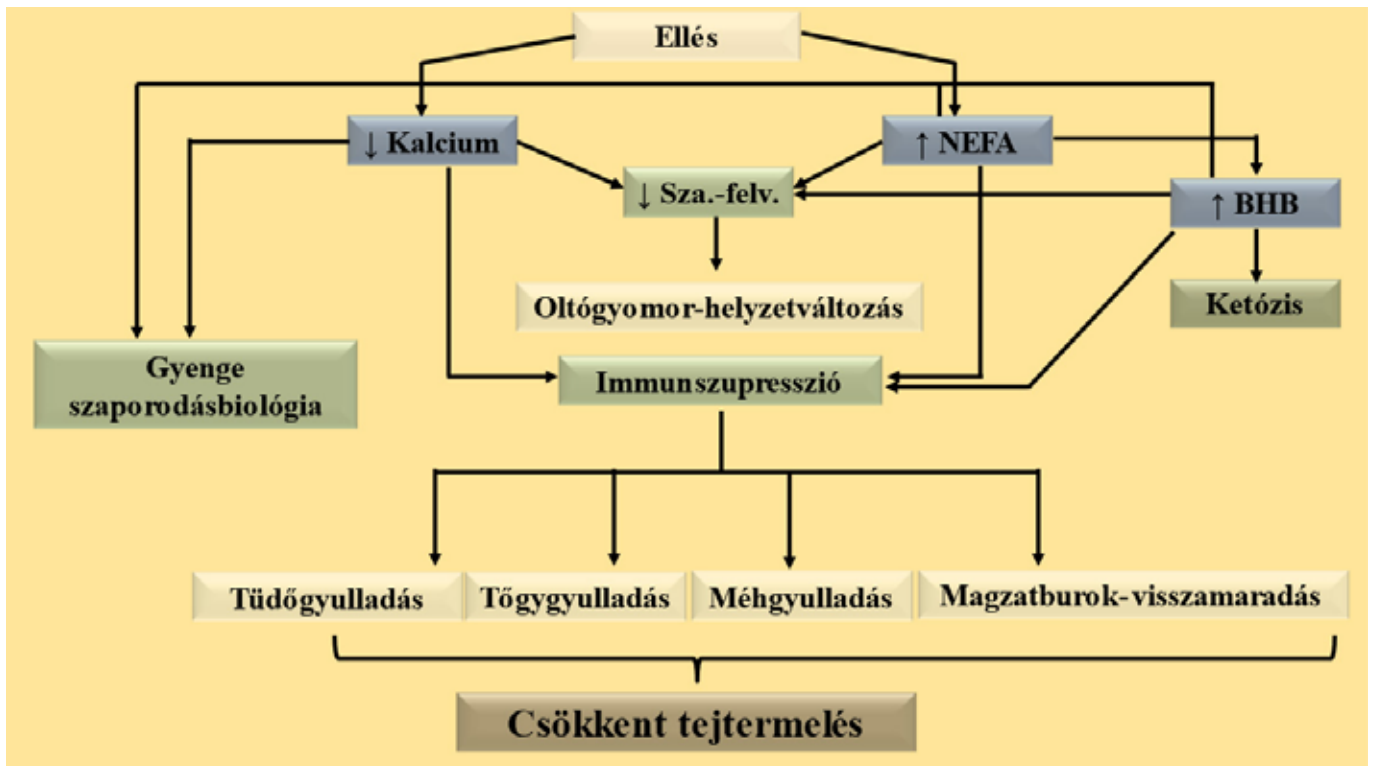 Ellés
↓ Kalcium
↑ NEFA
↓ Sza.-felv.
↑ BHB
Oltógyomor-helyzetváltozás
Ketózis
Gyenge
szaporodásbiológia
Immunszupresszió
Tüdőgyulladás
Tőgygyulladás
Méhgyulladás
Magzatburok-visszamaradás
Csökkent tejtermelés